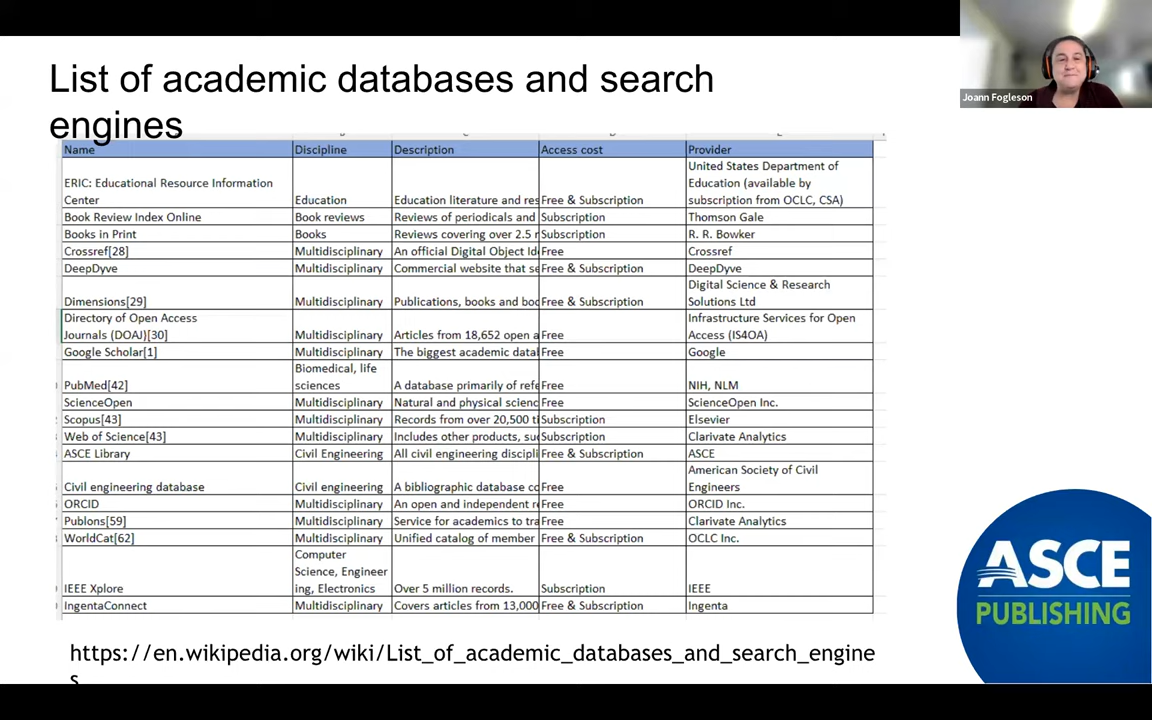 Joann Fogleson
List of academic databases and search
engines
Name Discipline Description Access cost Provider
ERIC: Educational Resource Information Center Education Education literature and res Free & Subscription United States Department of Education (available by subscription from OCLC, CSA)
Book Review Index Online Book reviews Reviews of periodicals and Subscription Thomson Gale
Books in Print Books Reviews covering over 2.5 r Subscription R. R. Bowker
Crossref[28] Multidisciplinary An official Digital Object Id Free Crossref
DeepDyve Multidisciplinary Commercial website that se Free & Subscription DeepDyve
Dimensions[29] Multidisciplinary Publications, books and boo Free & Subscription Digital Science & Research Solutions Ltd
Directory of Open Access Journals (DOAJ)[30] Multidisciplinary Articles from 18,652 open a Free Infrastructure Services for Open Access (IS4OA)
Google Scholar[1] Multidisciplinary The biggest academic data Free Google
PubMed[42] Biomedical, life sciences A database primarily of refe Free NIH, NLM
ScienceOpen Multidisciplinary Natural and physical scienc Free ScienceOpen Inc.
Scopus[43] Multidisciplinary Records from over 20,500 ti Subscription Elsevier
Web of Science[43] Multidisciplinary Includes other products, su Subscription Clarivate Analytics
ASCE Library Civil Engineering All civil engineering discipli Free & Subscription ASCE
Civil engineering database Civil engineering A bibliographic database co Free American Society of Civil Engineers
ORCID Multidisciplinary An open and independent r Free ORCID Inc.
Publons[59] Multidisciplinary Service for academics to tra Free Clarivate Analytics
WorldCat[62] Multidisciplinary Unified catalog of member Free & Subscription OCLC Inc.
IEEE Xplore Computer Science, Engineer ing, Electronics Over 5 million records. Subscription IEEE
IngentaConnect Multidisciplinary Covers articles from 13,000 Free & Subscription Ingenta
https://en.wikipedia.org/wiki/List_of_academic_databases_and_search_engine
s
ASCE
PUBLISHING